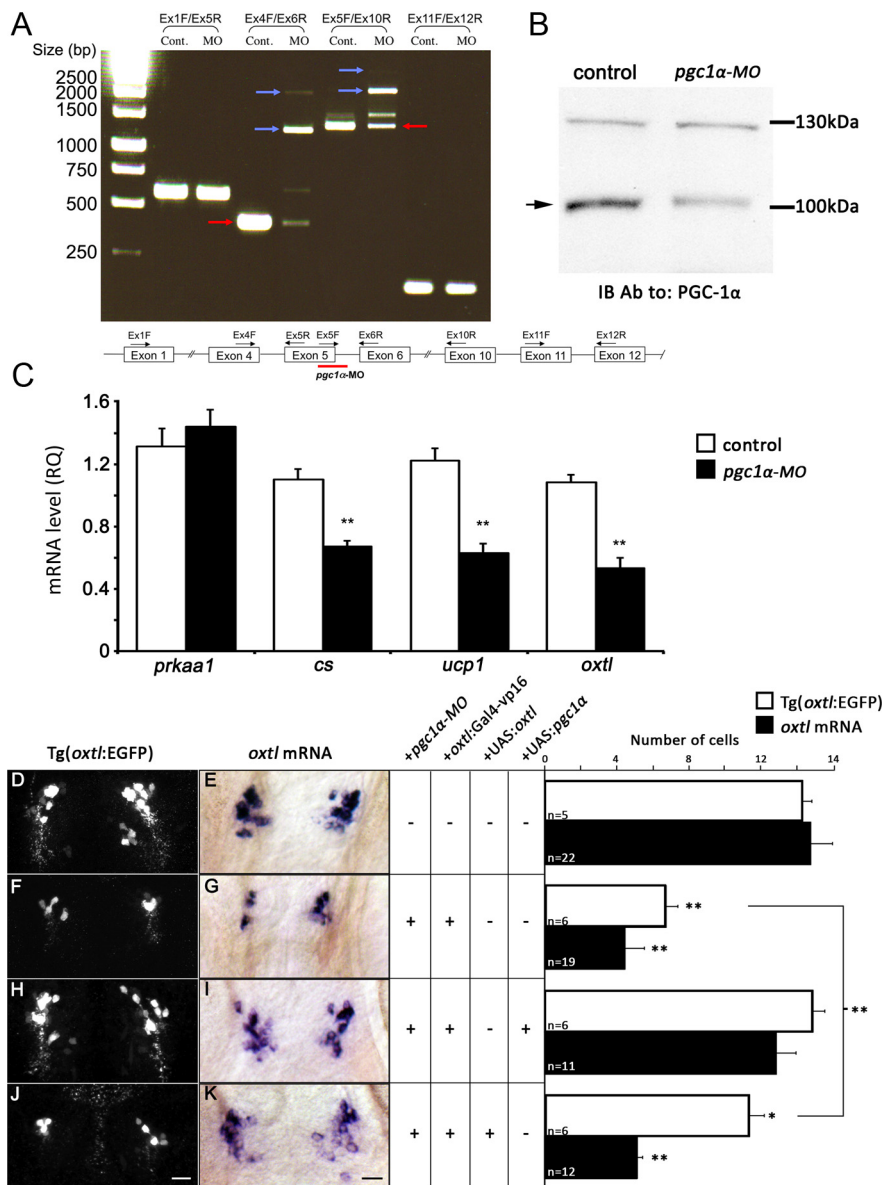 A
Ex1F/Ex5R Ex4F/Ex6R Ex5F/Ex10R Ex11F/Ex12R
Cont. MO Cont. MO Cont. MO Cont. MO
Size (bp)
2500
2000
1500
1000
750
500
250
Ex1F Ex4F Ex5R Ex5F Ex6R Ex10R Ex11F Ex12R
Exon 1 Exon 4 Exon 5 Exon 6 Exon 10 Exon 11 Exon 12
pgc1α-MO
B
control pgc1α-MO
130kDa
100kDa
IB Ab to: PGC-1α
C
mRNA level (RQ)
1.6
1.2
0.8
0.4
0
** ** **
prkaa1 cs ucp1 oxtl
control
pgc1α-MO
Tg(oxtl:EGFP) oxtl mRNA
+pgc1α-MO
+oxtl:Gal4-vp16
+UAS:oxtl
+UAS:pgc1α
Tg(oxtl:EGFP)
oxtl mRNA
Number of cells
0 4 8 12 14
D E - - - - n=5
n=22
F G + + - - n=6 **
n=19 **
H I + + - + n=6
n=11
**
J K + + + - n=6 *
n=12 **